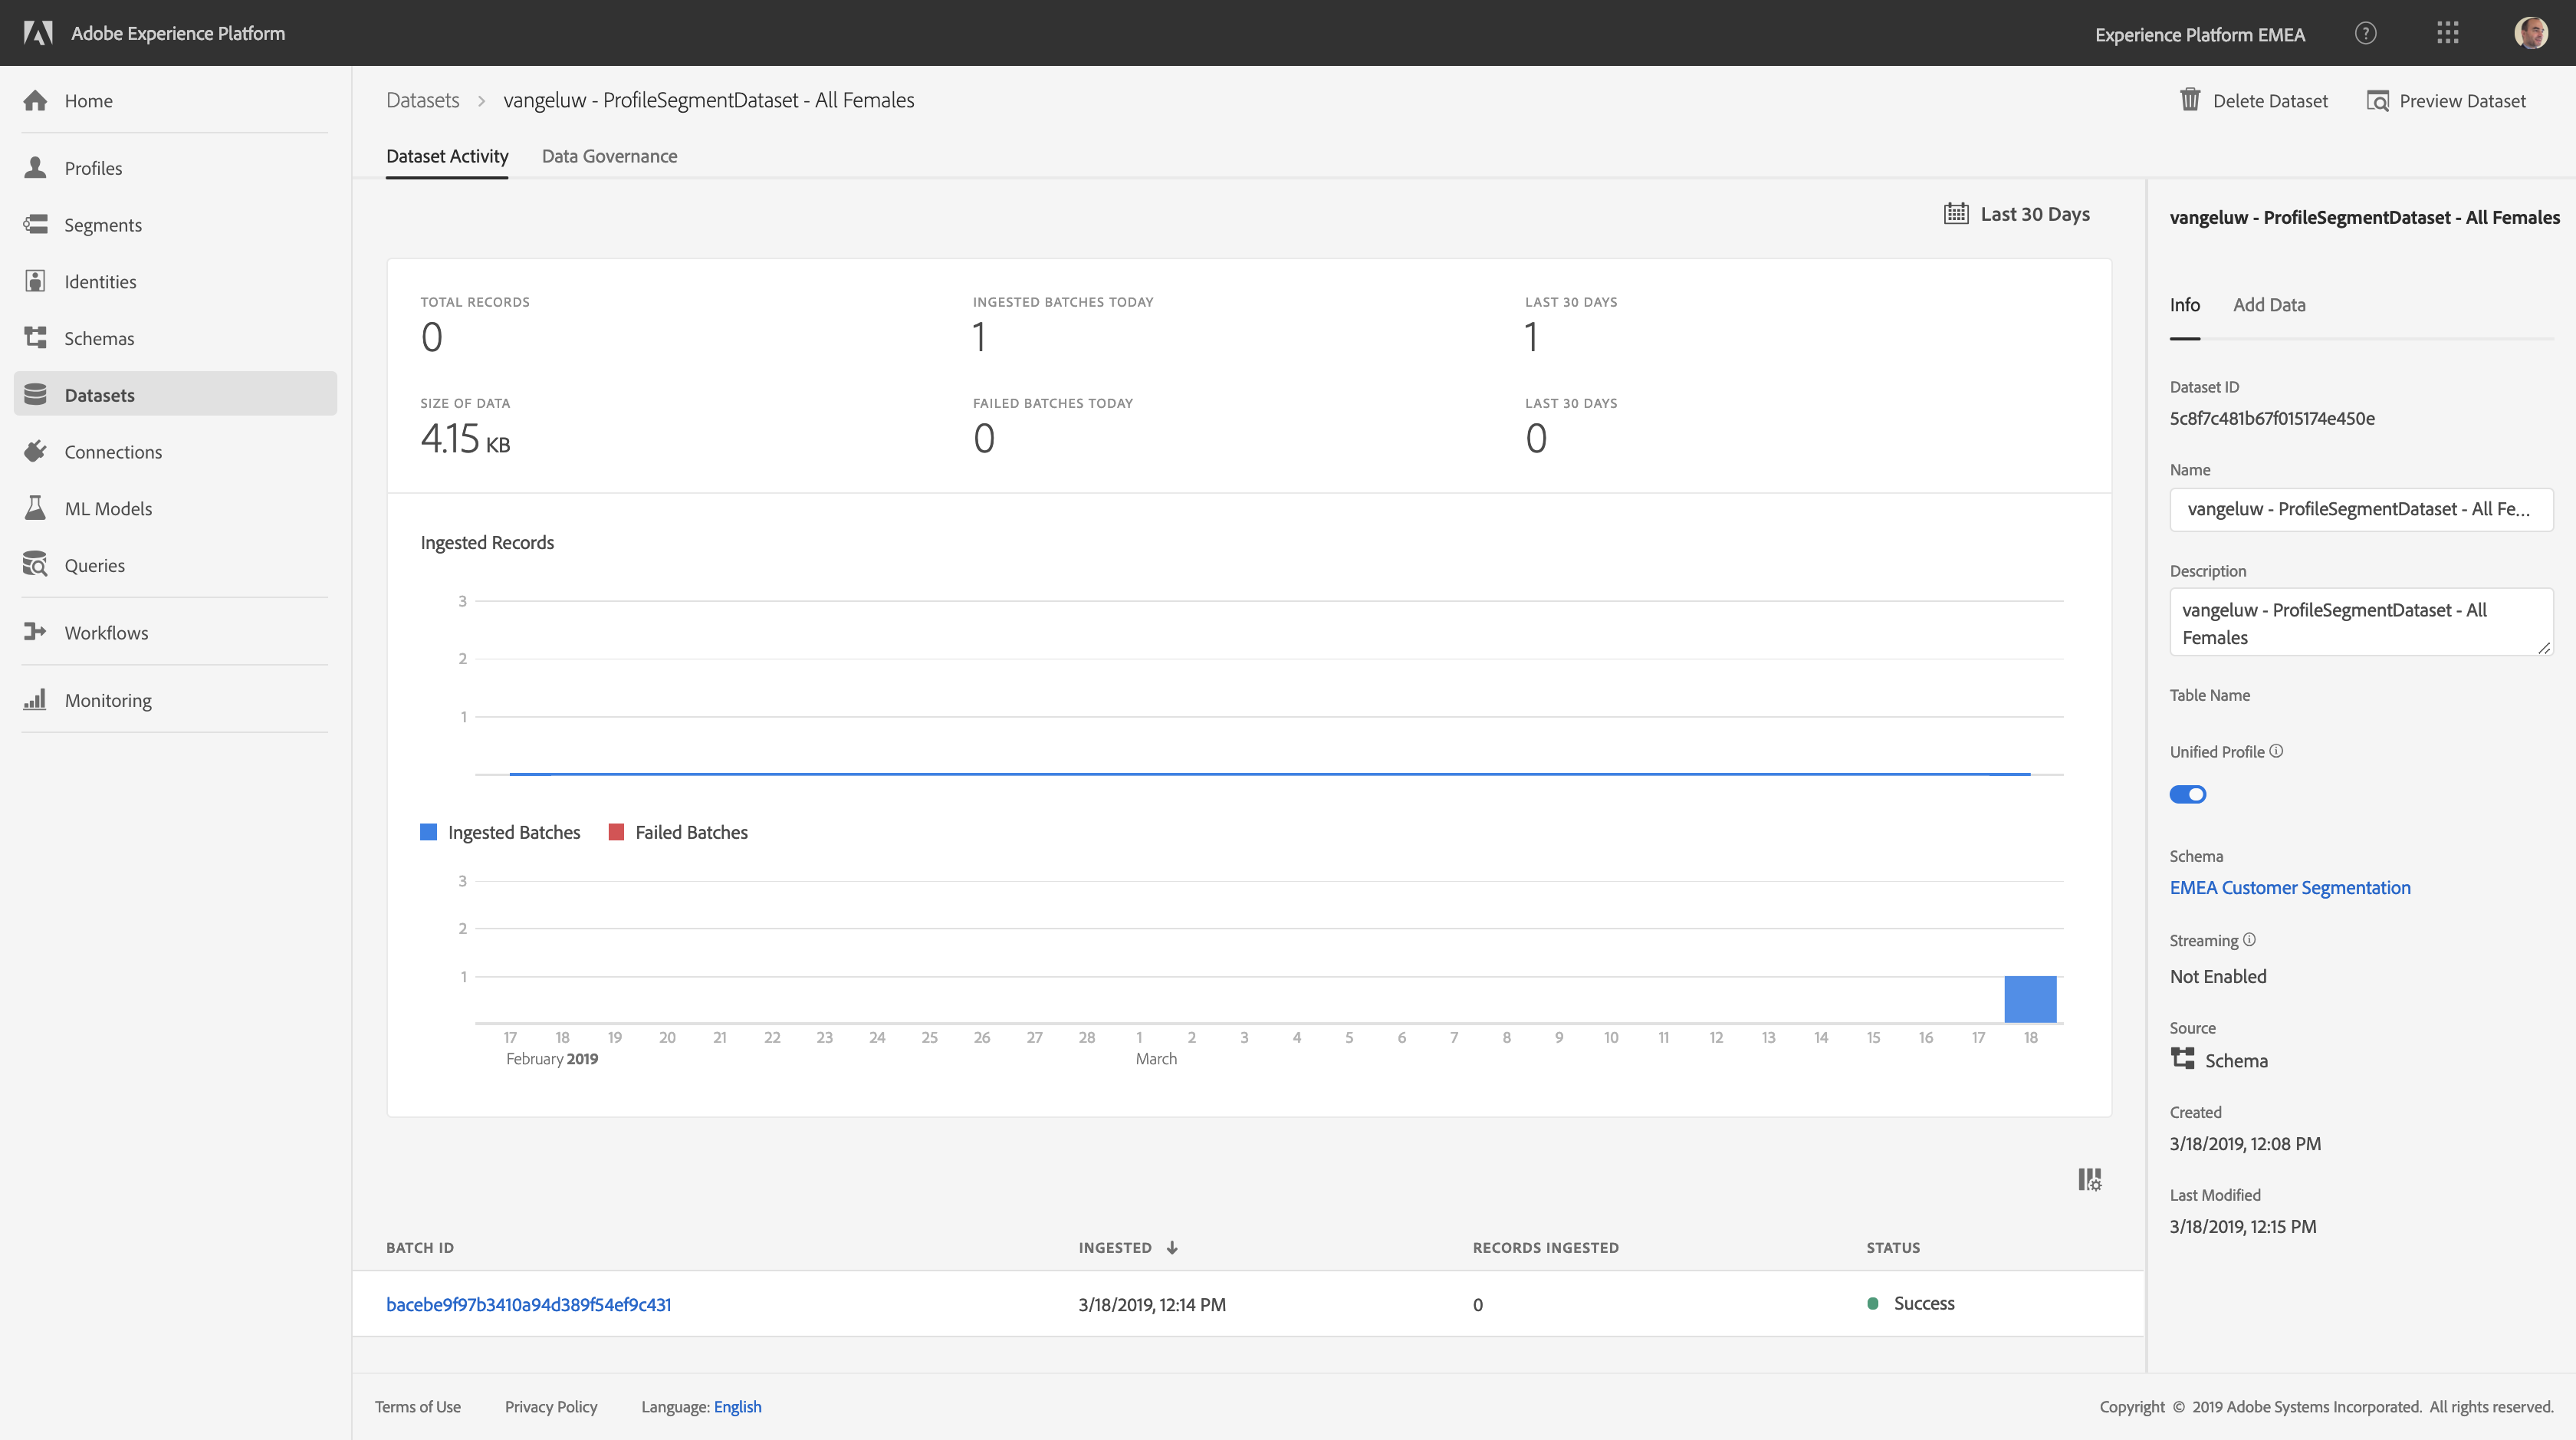 Adobe Experience Platform
Experience Platform EMEA
?
Home
Profiles
Segments
Identities
Schemas
Datasets
Connections
ML Models
Queries
Workflows
Monitoring
Datasets > vangeluw - ProfileSegmentDataset - All Females
Delete Dataset
Preview Dataset
Dataset Activity
Data Governance
Last 30 Days
TOTAL RECORDS
0
INGESTED BATCHES TODAY
1
LAST 30 DAYS
1
SIZE OF DATA
4.15 KB
FAILED BATCHES TODAY
0
LAST 30 DAYS
0
Ingested Records
3
2
1
Ingested Batches
Failed Batches
3
2
1
17 18 19 20 21 22 23 24 25 26 27 28 1 2 3 4 5 6 7 8 9 10 11 12 13 14 15 16 17 18
February 2019 March
BATCH ID INGESTED ↓ RECORDS INGESTED STATUS
bacebe9f97b3410a94d389f54ef9c431 3/18/2019, 12:14 PM 0 Success
vangeluw - ProfileSegmentDataset - All Females
Info
Add Data
Dataset ID
5c8f7c481b67f015174e450e
Name
vangeluw - ProfileSegmentDataset - All Fe...
Description
vangeluw - ProfileSegmentDataset - All
Females
Table Name
Unified Profile
Schema
EMEA Customer Segmentation
Streaming
Not Enabled
Source
Schema
Created
3/18/2019, 12:08 PM
Last Modified
3/18/2019, 12:15 PM
Terms of Use
Privacy Policy
Language: English
Copyright © 2019 Adobe Systems Incorporated. All rights reserved.